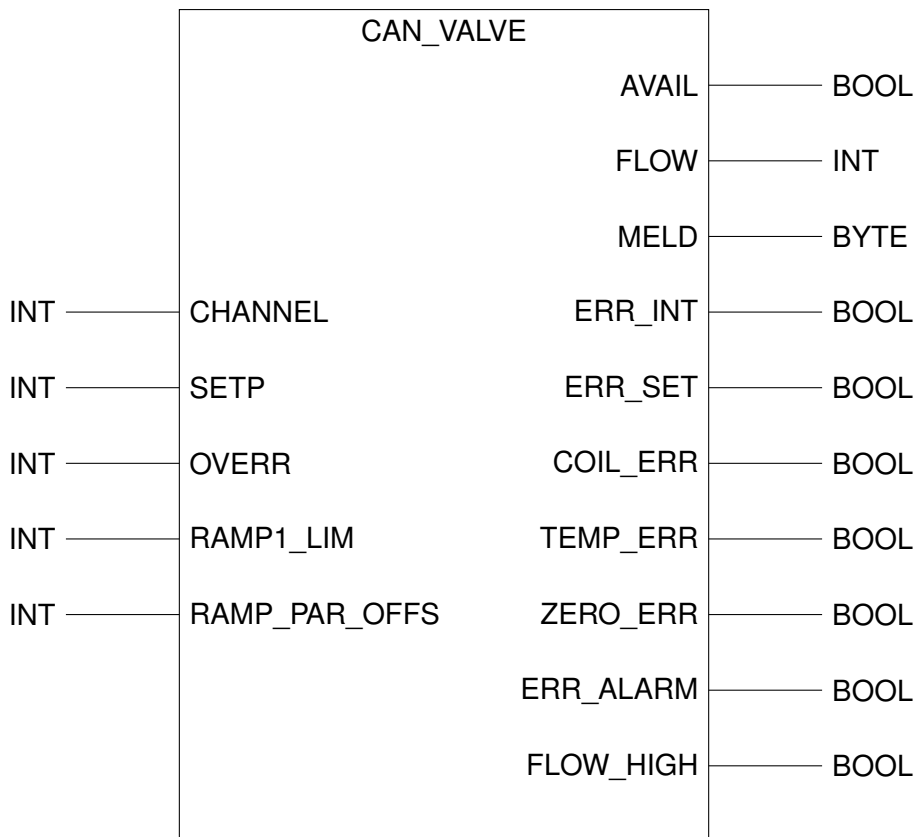 CAN_VALVE
AVAIL BOOL
FLOW INT
MELD BYTE
INT CHANNEL ERR_INT BOOL
INT SETP ERR_SET BOOL
INT OVERR COIL_ERR BOOL
INT RAMP1_LIM TEMP_ERR BOOL
INT RAMP_PAR_OFFS ZERO_ERR BOOL
ERR_ALARM BOOL
FLOW_HIGH BOOL